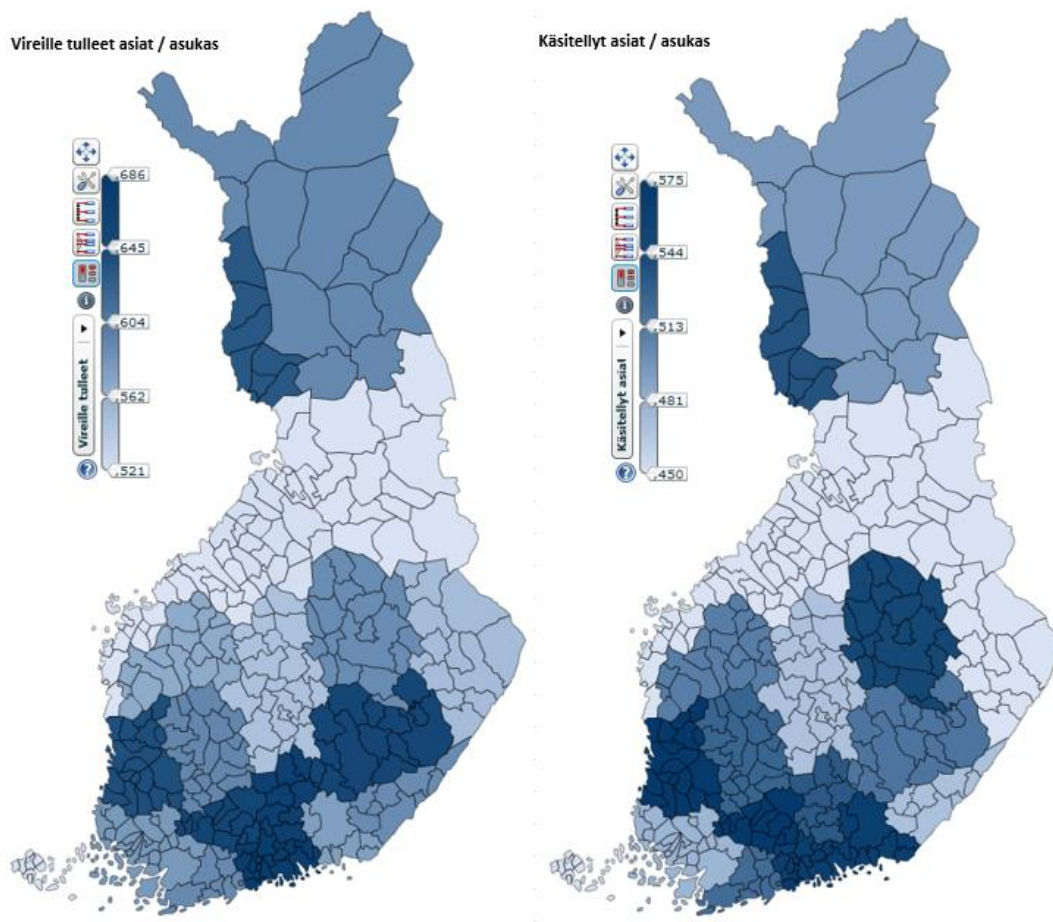 Vireille tulleet asiat / asukas
,686
,645
,604
,562
,521
Vireille tulleet
Käsitellyt asiat / asukas
,575
,544
,513
,481
,450
Käsitellyt asiat